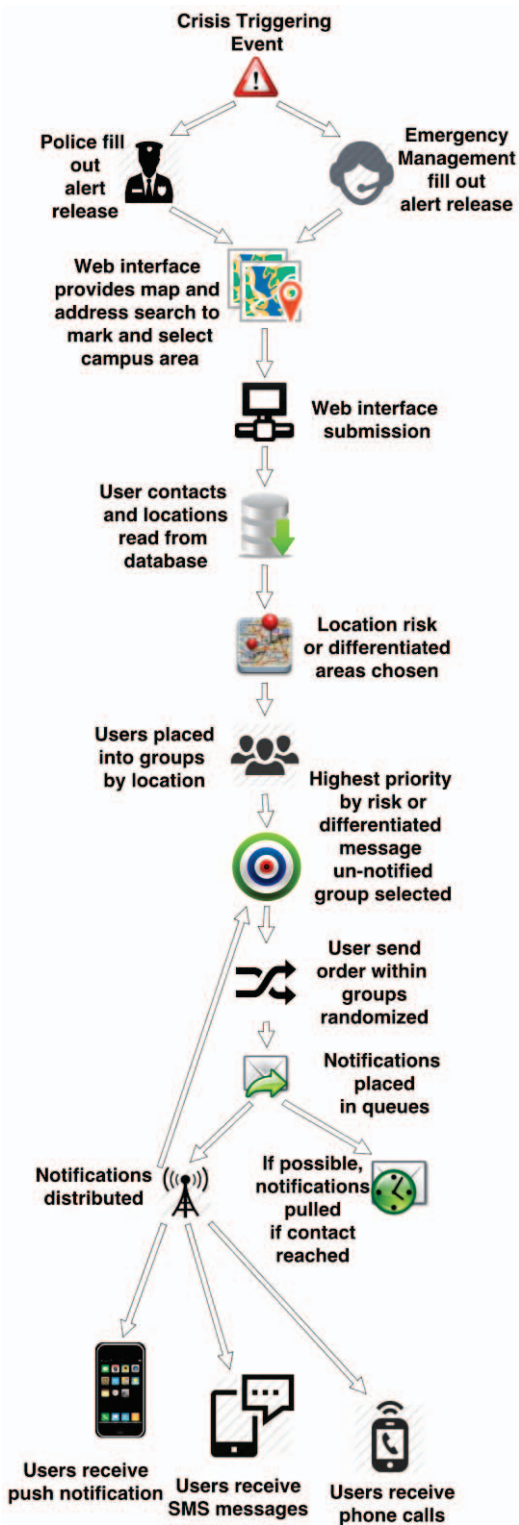 Crisis Triggering
Event
Police fill
out
alert
release
Emergency
Management
fill out
alert release
Web interface
provides map and
address search to
mark and select
campus area
Web interface
submission
User contacts
and locations
read from
database
Location risk
or differentiated
areas chosen
Users placed
into groups
by location
Highest priority
by risk or
differentiated
message
un-notified
group selected
User send
order within
groups
randomized
Notifications
placed
in queues
Notifications
distributed
If possible,
notifications
pulled
if contact
reached
Users receive
push notification
Users receive
SMS messages
Users receive
phone calls